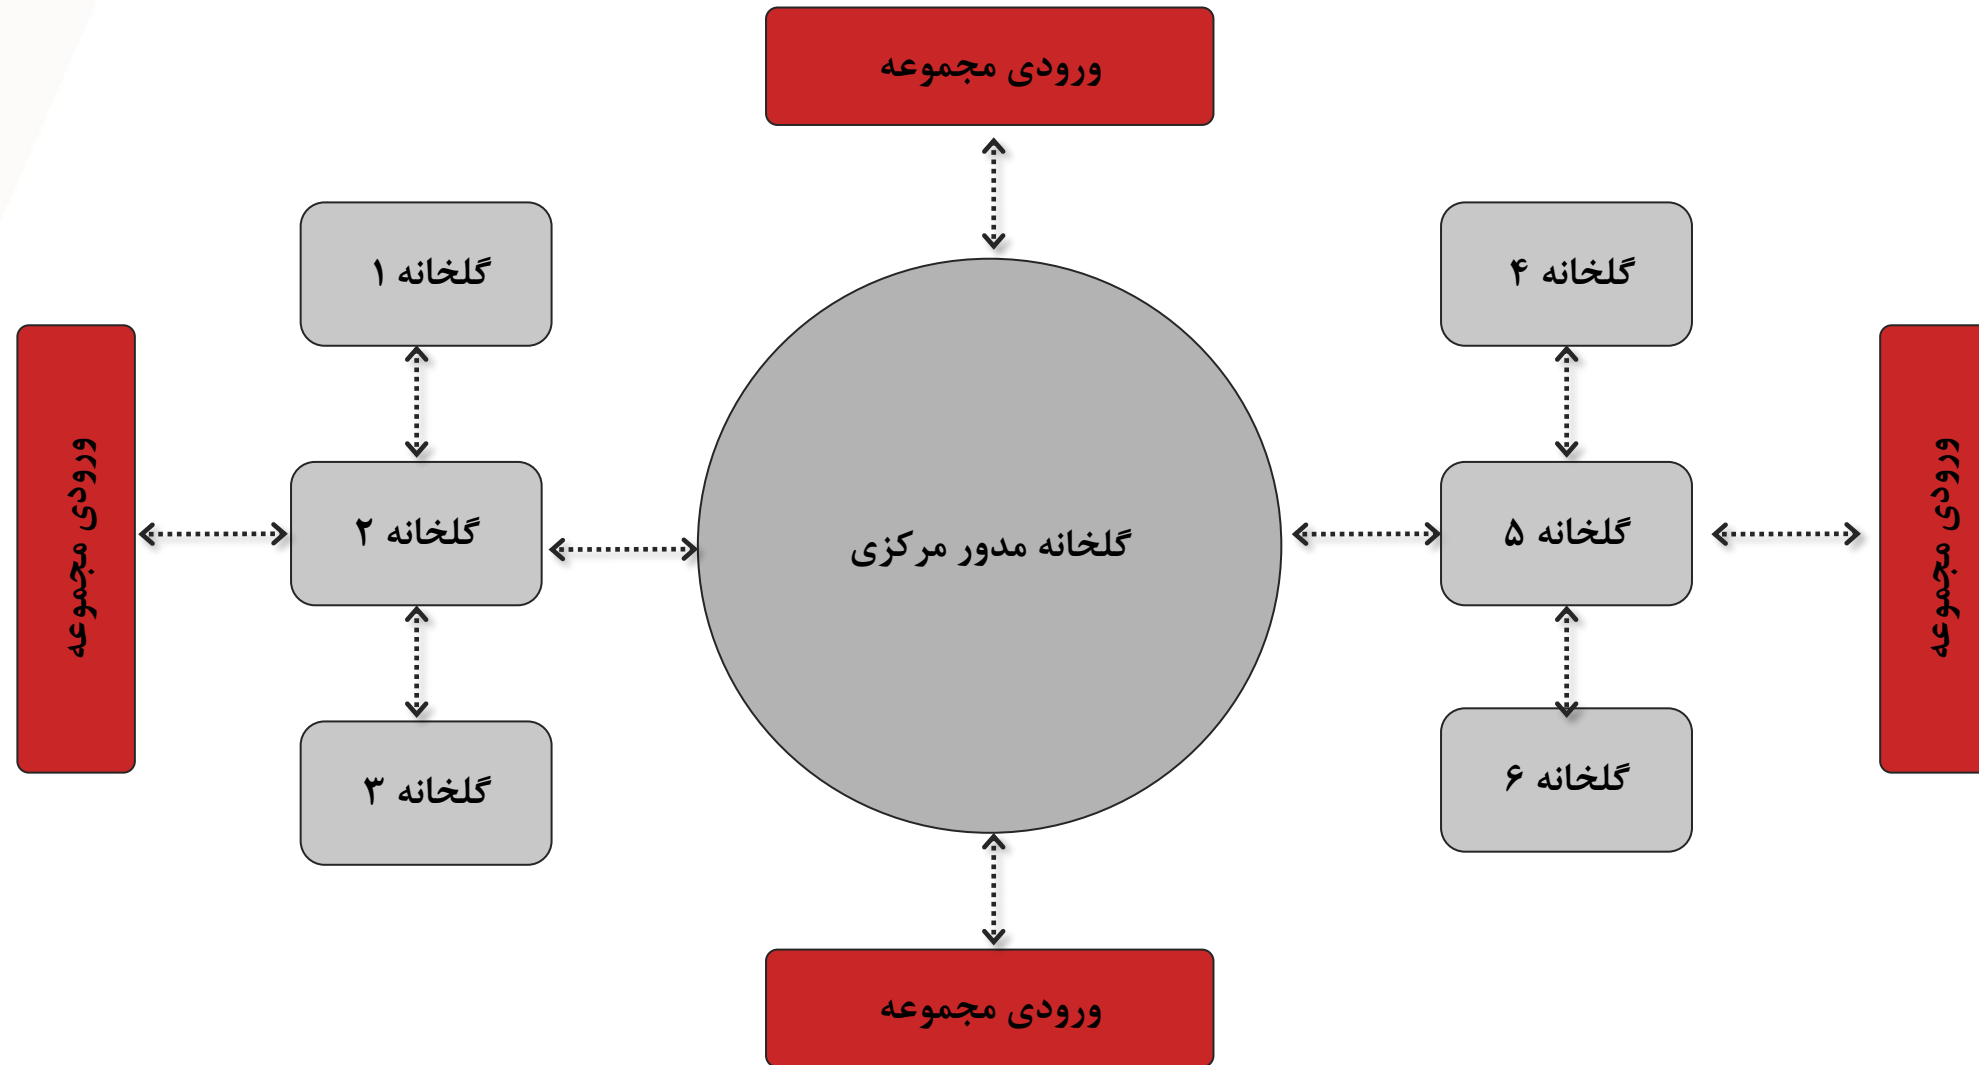 ورودی مجموعه
گلخانه ۴
گلخانه ۱
ورودی مجموعه
گلخانه ۵
گلخانه مدور مرکزی
گلخانه ۲
ورودی مجموعه
گلخانه ۶
گلخانه ۳
ورودی مجموعه